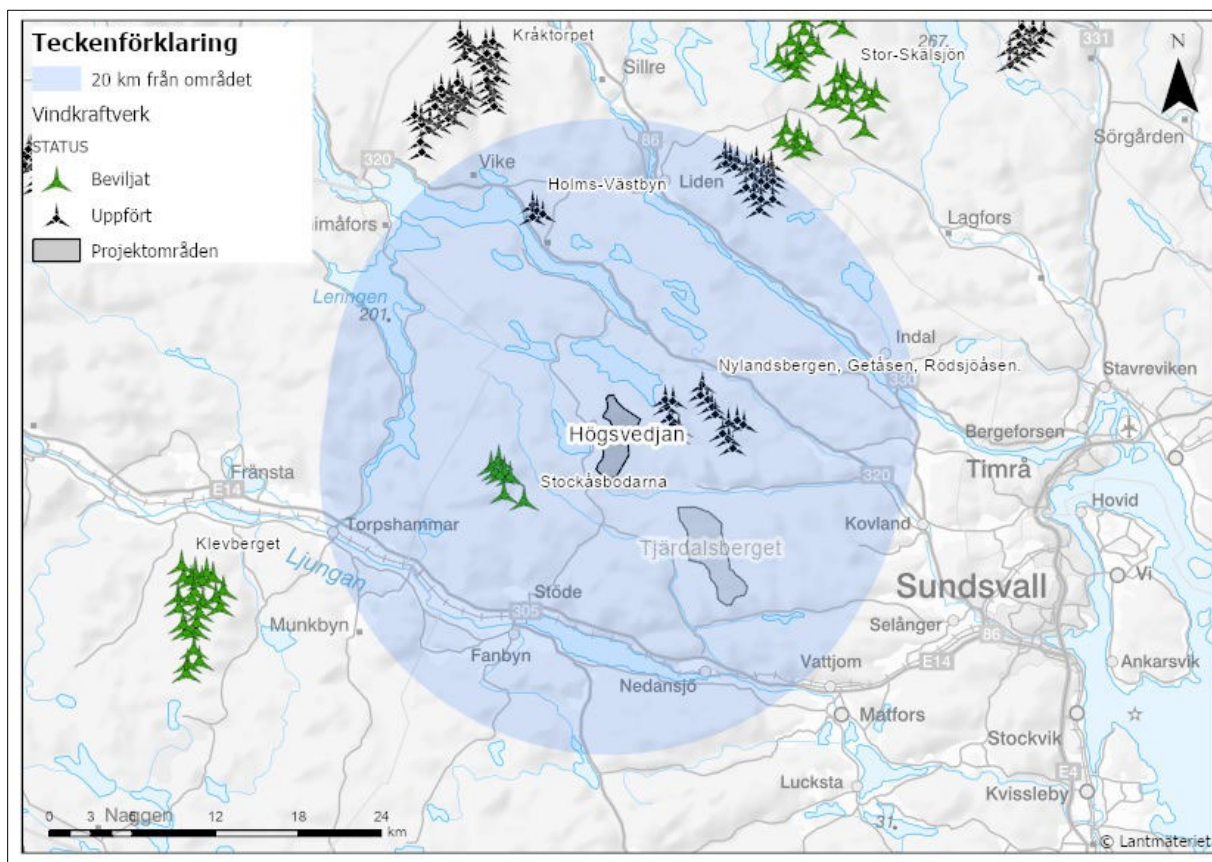 Teckenförklaring
20 km från området
Vindkraftverk
STATUS
Beviljat
Uppfört
Projektområden
Kråktorpet
Sillre
267.
Stor-Skälsjön
331
N
Sörgården
320
Vike
86
Liden
Holms-Västbyn
Lagfors
Leringen
201.
Indal
330
Nylandsbergen, Getåsen, Rödsjöåsen.
Stavreviken
Bergeforsen
Timrå
Högsvedjan
Fränsta
E14
Stockåsbodarna
320
Hovid
Torpshammar
Kovland
Klevberget
Ljungan
Tjärdalsberget
Vi
Stöde
Sundsvall
305
Munkbyn
Selånger
86
Fanbyn
E14
Ankarsvik
Nedansjö
Vattjom
Matfors
Stockvik
E4
Lucksta
Kvissleby
31.
Naggen
0 3 6 12 18 24
km
© Lantmäteriet